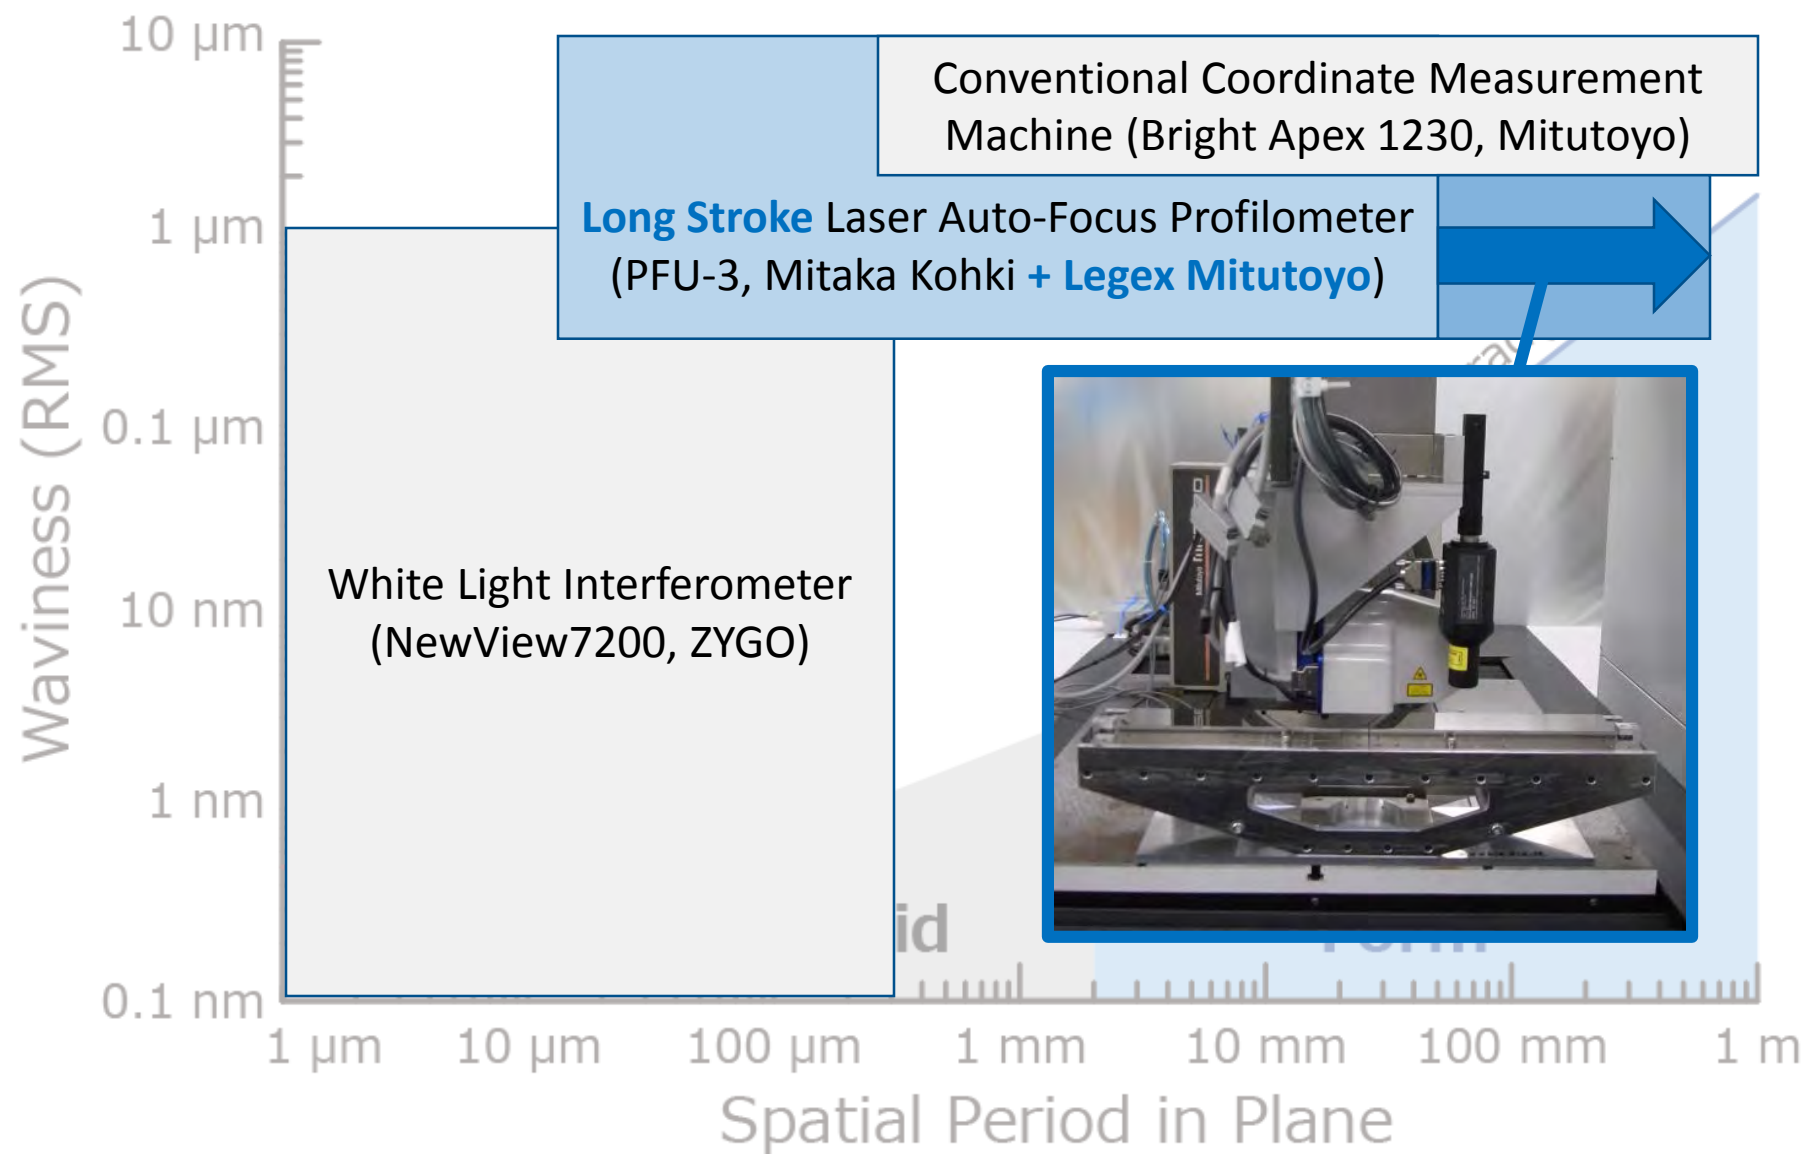 10 µm
1 µm
0.1 µm
10 nm
1 nm
0.1 nm
Waviness (RMS)
Conventional Coordinate Measurement
Machine (Bright Apex 1230, Mitutoyo)
Long Stroke Laser Auto-Focus Profilometer
(PFU-3, Mitaka Kohki + Legex Mitutoyo)
White Light Interferometer
(NewView7200, ZYGO)
Mitutoyo
id
Form
1 µm 10 µm 100 µm 1 mm 10 mm 100 mm 1 m
Spatial Period in Plane